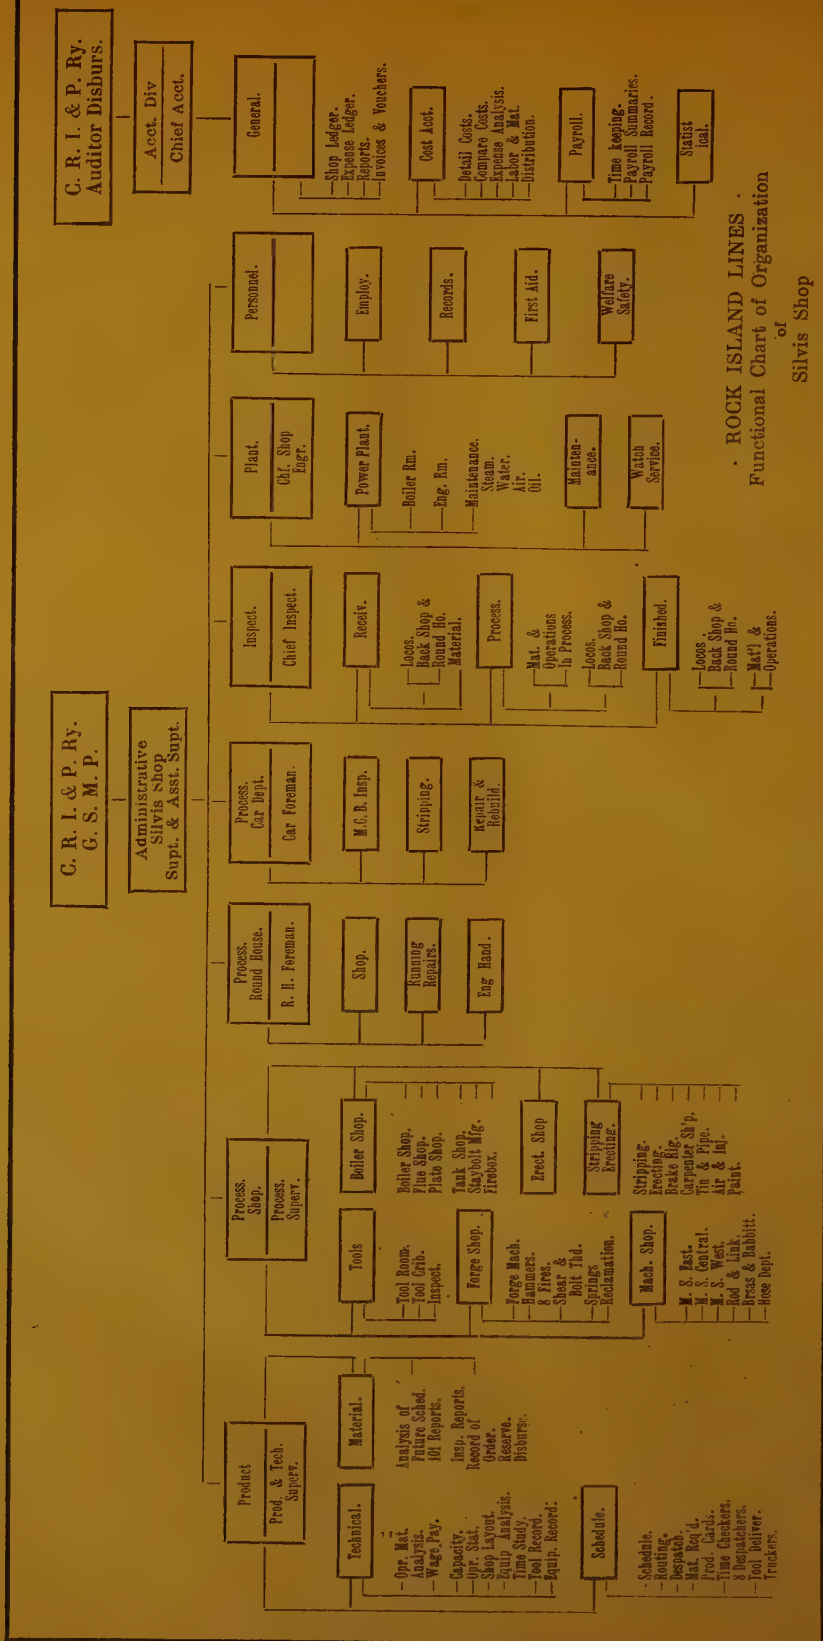 C. R. I. & P. Ry.
G. S. M. P.
Administrative
Silvis Shop
Supt. & Asst. Supt.
C. R. I. & P. Ry.
Auditor Disburs.
Acct. Div
Chief Acct.
Product
Prod. & Tech.
Superv.
Technical.
Opr. Mat.
Analysis.
Wage Pay.
Capacity.
Opr. Stat.
Shop Layout.
Equip Analysis.
Time Study.
Tool Record.
Equip. Record.
Schedule.
Schedule.
Routing.
Despatch.
Mat. Req'd.
Prod. Cards.
Time Checkers.
8 Despatchers.
Tool Deliver.
Truckers.
Material.
Analysis of
Future Sched.
101 Reports.
Insp. Reports.
Record of
Order.
Reserve.
Disburse.
Process.
Shop.
Process.
Superv.
Tools
Tool Room.
Tool Crib.
Inspect.
Forge Shop.
Forge Mach.
Hammers.
8 Fires.
Shear &
Bolt Thd.
Springs
Reclamation.
Mach. Shop.
M. S. East.
M. S. Central.
M. S. West.
Rod & Link.
Brsas & Babbitt.
Hose Dept.
Boiler Shop.
Boiler Shop.
Flue Shop.
Plate Shop.
Tank Shop.
Staybolt Mfg.
Firebox.
Erect. Shop
Stripping
Erecting.
Stripping.
Erecting.
Brake Rig.
Carpenter Sh'p.
Tin & Pipe.
Air & Inj.
Paint.
Process.
Round House.
R. H. Foreman.
Shop.
Running
Repairs.
Eng Hand.
Process.
Car Dept.
Car Foreman.
M.C.B. Insp.
Stripping.
Repair &
Rebuild.
Inspect.
Chief Inspect.
Receiv.
Locos.
Back Shop &
Round Ho.
Material.
Process.
Mat. &
Operations
In Process.
Locos.
Back Shop &
Round Ho.
Finished.
Locos.
Back Shop &
Round Ho.
Mat'l &
Operations.
Plant.
Chf. Shop
Engr.
Power Plant.
Boiler Rm.
Eng. Rm.
Maintenance.
Steam.
Water.
Air.
Oil.
Mainten-
ance.
Watch
Service.
Personnel.
Employ.
Records.
First Aid.
Welfare
Safety.
General.
Shop Ledger.
Expense Ledger.
Reports.
Invoices & Vouchers.
Cost Acct.
Detail Costs.
Compare Costs.
Expense Analysis.
Labor & Mat.
Distribution.
Payroll.
Time Keeping.
Payroll Summaries.
Payroll Record.
Statist
ical.
· ROCK ISLAND LINES ·
Functional Chart of Organization
of
Silvis Shop